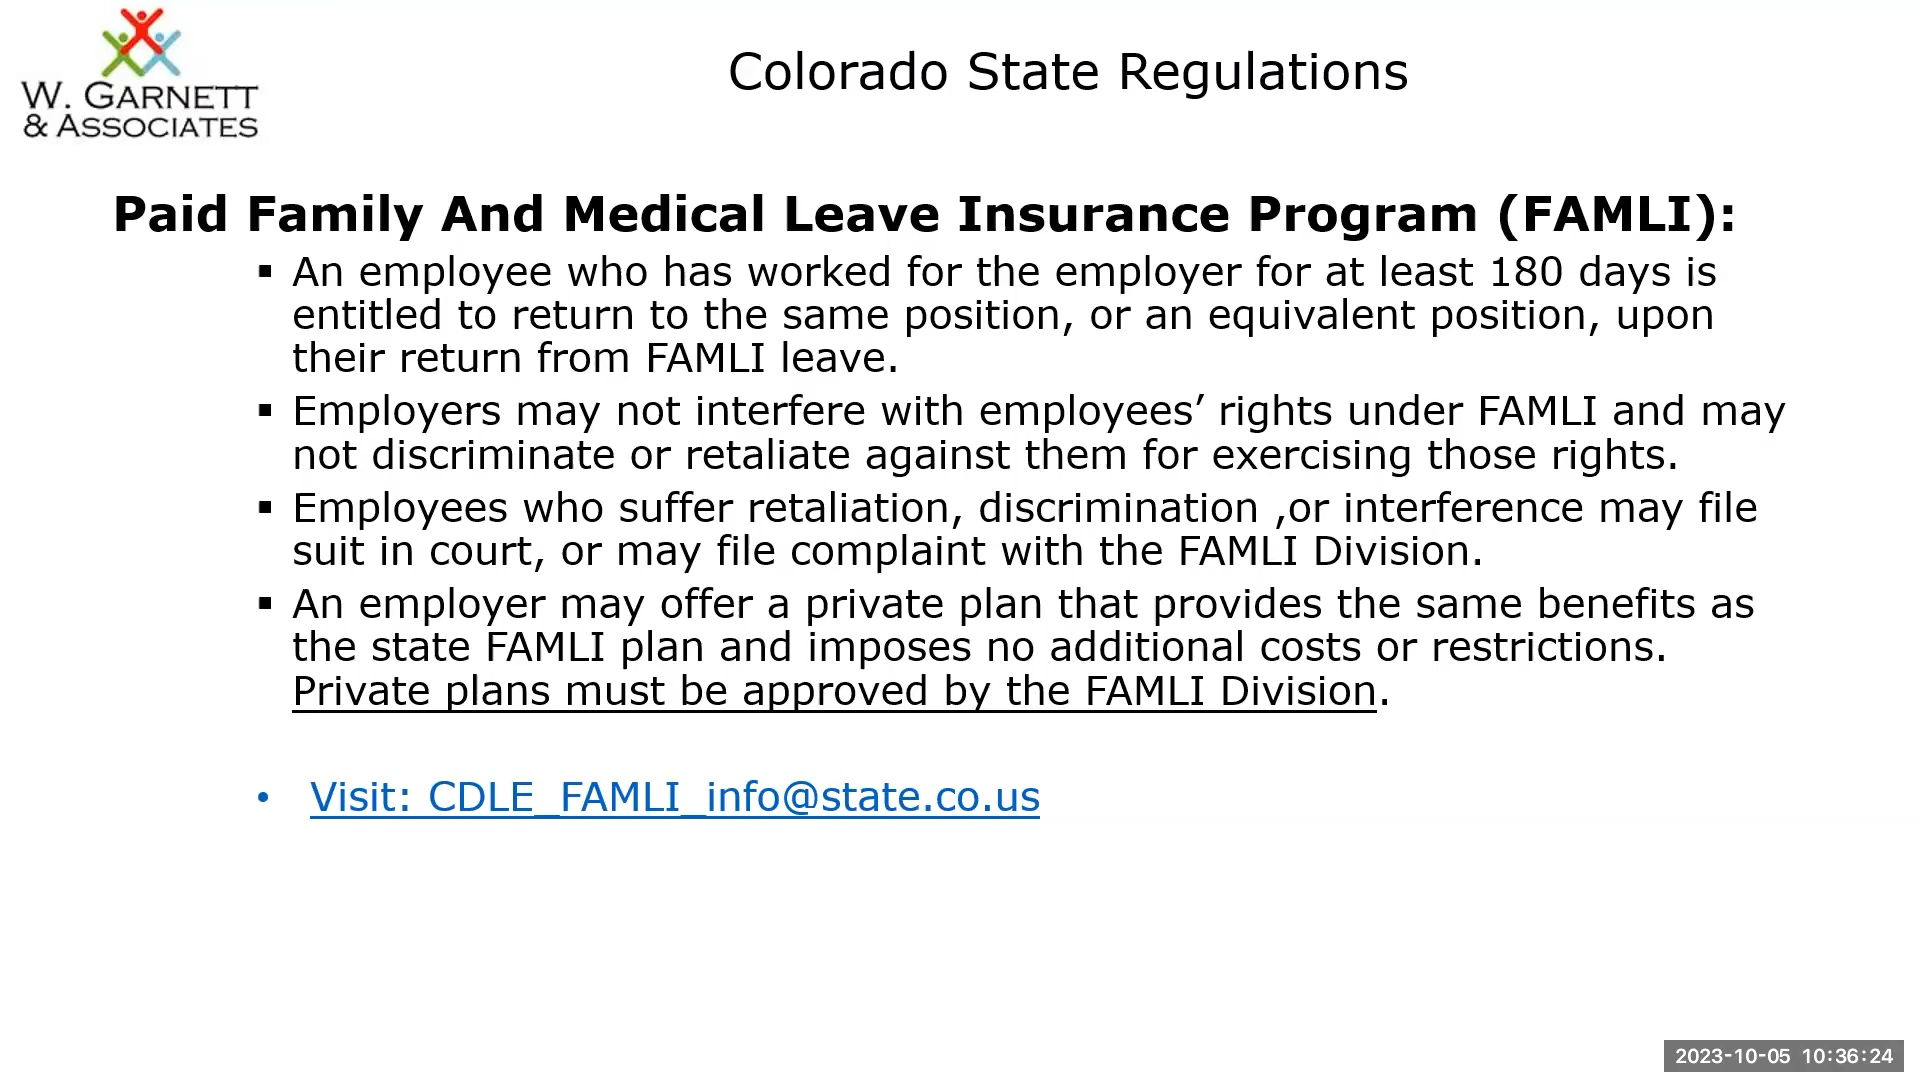 W. GARNETT
& ASSOCIATES
Colorado State Regulations
Paid Family And Medical Leave Insurance Program (FAMLI):
▪ An employee who has worked for the employer for at least 180 days is
entitled to return to the same position, or an equivalent position, upon
their return from FAMLI leave.
▪ Employers may not interfere with employees’ rights under FAMLI and may
not discriminate or retaliate against them for exercising those rights.
▪ Employees who suffer retaliation, discrimination ,or interference may file
suit in court, or may file complaint with the FAMLI Division.
▪ An employer may offer a private plan that provides the same benefits as
the state FAMLI plan and imposes no additional costs or restrictions.
Private plans must be approved by the FAMLI Division.
• Visit: CDLE_FAMLI_info@state.co.us
2023-10-05 10:36:24